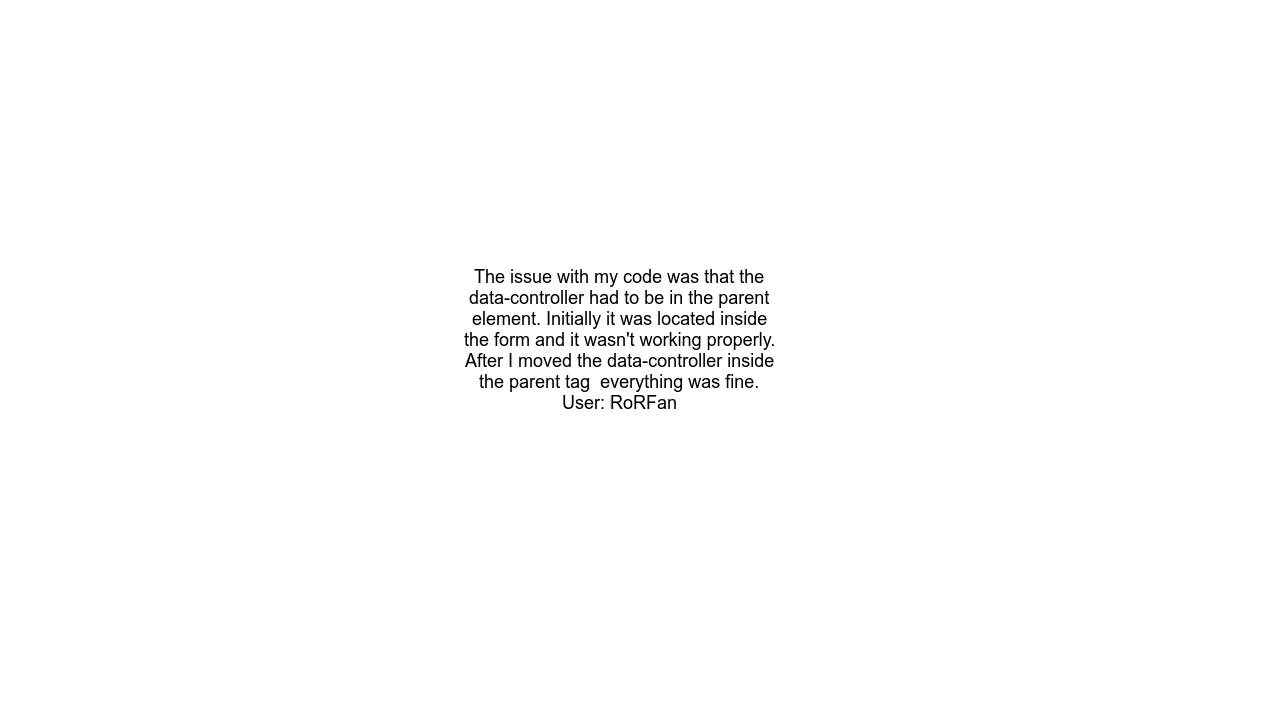 The issue with my code was that the
data-controller had to be in the parent
element. Initially it was located inside
the form and it wasn't working properly.
After I moved the data-controller inside
the parent tag  everything was fine.
User: RoRFan